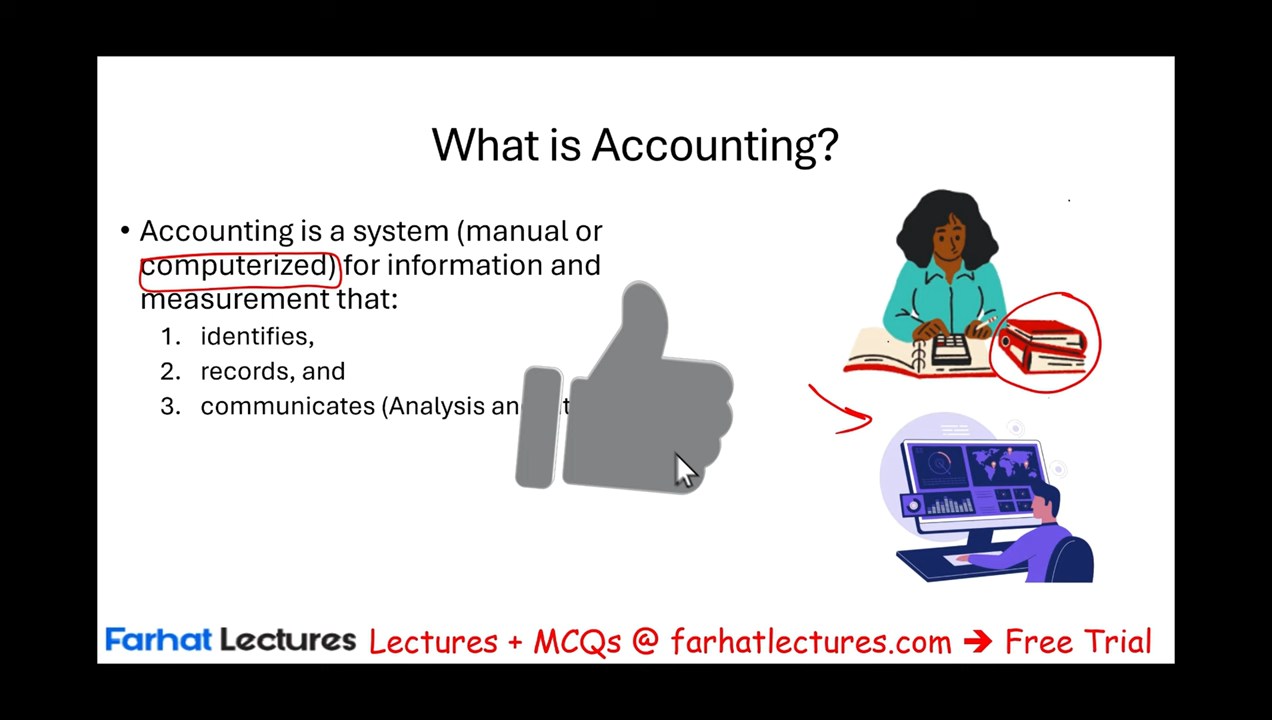 What is Accounting?
• Accounting is a system (manual or
computerized) for information and
measurement that:
1. identifies,
2. records, and
3. communicates (Analysis
Farhat Lectures Lectures + MCQs @ farhatlectures.com → Free Trial